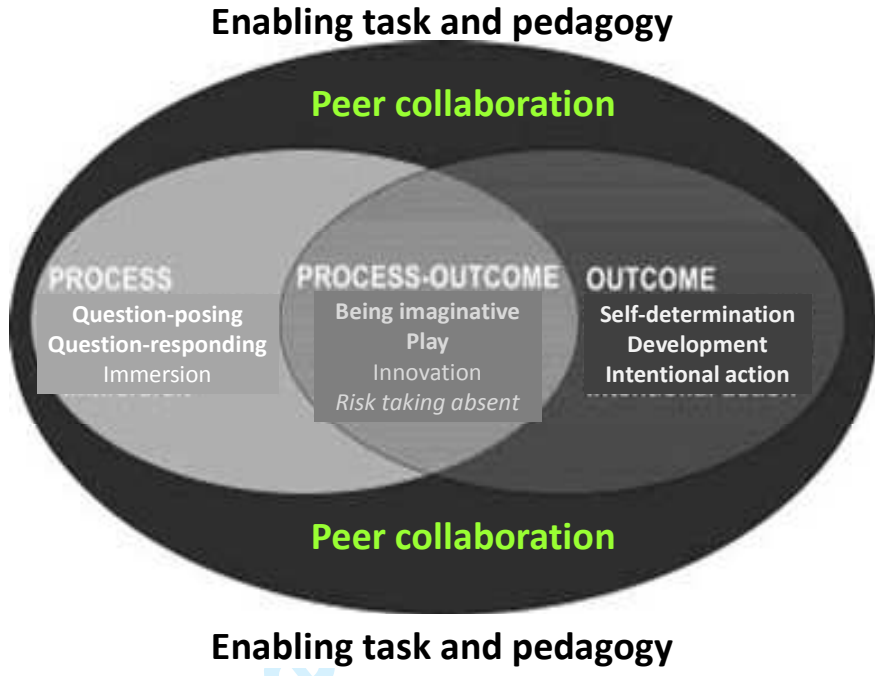 Enabling task and pedagogy
Peer collaboration
PROCESS
Question-posing
Question-responding
Immersion
PROCESS-OUTCOME
Being imaginative
Play
Innovation
Risk taking absent
OUTCOME
Self-determination
Development
Intentional action
Peer collaboration
Enabling task and pedagogy